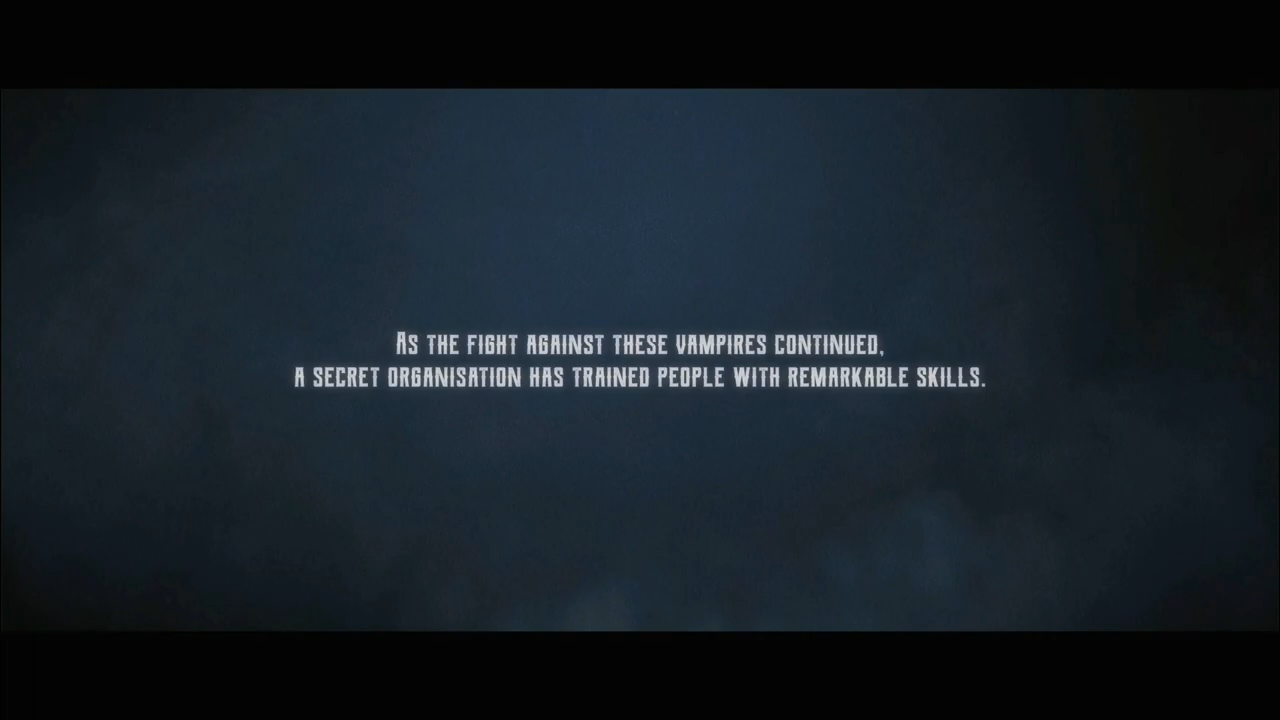 As the fight against these vampires continued,
a secret organisation has trained people with remarkable skills.